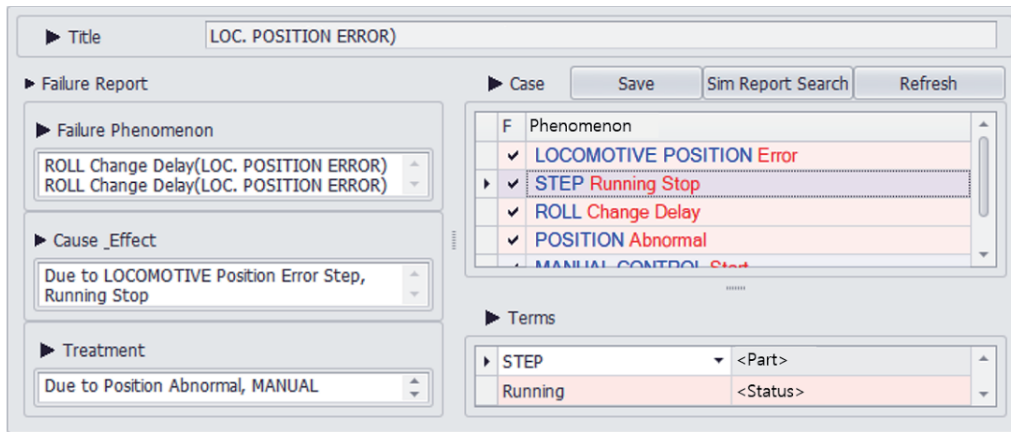 Title
LOC. POSITION ERROR)
Failure Report
Failure Phenomenon
ROLL Change Delay(LOC. POSITION ERROR)
ROLL Change Delay(LOC. POSITION ERROR)
Cause _Effect
Due to LOCOMOTIVE Position Error Step,
Running Stop
Treatment
Due to Position Abnormal, MANUAL
Case
Save
Sim Report Search
Refresh
F Phenomenon
LOCOMOTIVE POSITION Error
STEP Running Stop
ROLL Change Delay
POSITION Abnormal
MANUAL CONTROL Start
Terms
STEP <Part>
Running <Status>